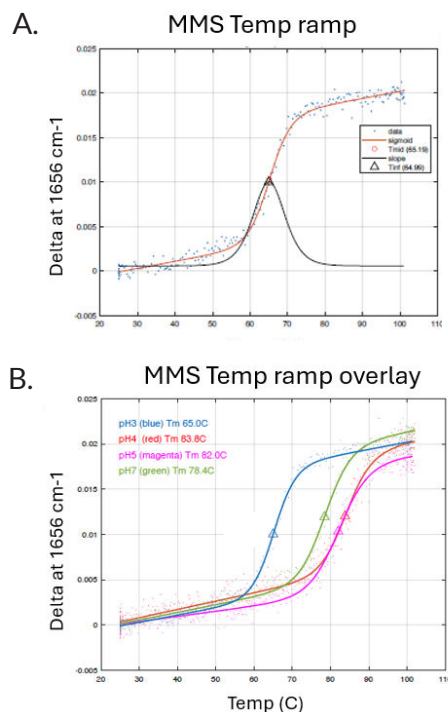 A.
MMS Temp ramp
0.025
0.02
0.015
0.01
0.005
0
-0.005
Delta at 1656 cm-1
data
sigmoid
Tmid (65.19)
slope
Tinf (64.99)
20 30 40 50 60 70 80 90 100 110
B.
MMS Temp ramp overlay
0.025
0.02
0.015
0.01
0.005
0
-0.005
Delta at 1656 cm-1
pH3 (blue) Tm 65.0C
pH4 (red) Tm 83.8C
pH5 (magenta) Tm 82.0C
pH7 (green) Tm 78.4C
20 30 40 50 60 70 80 90 100 110
Temp (C)